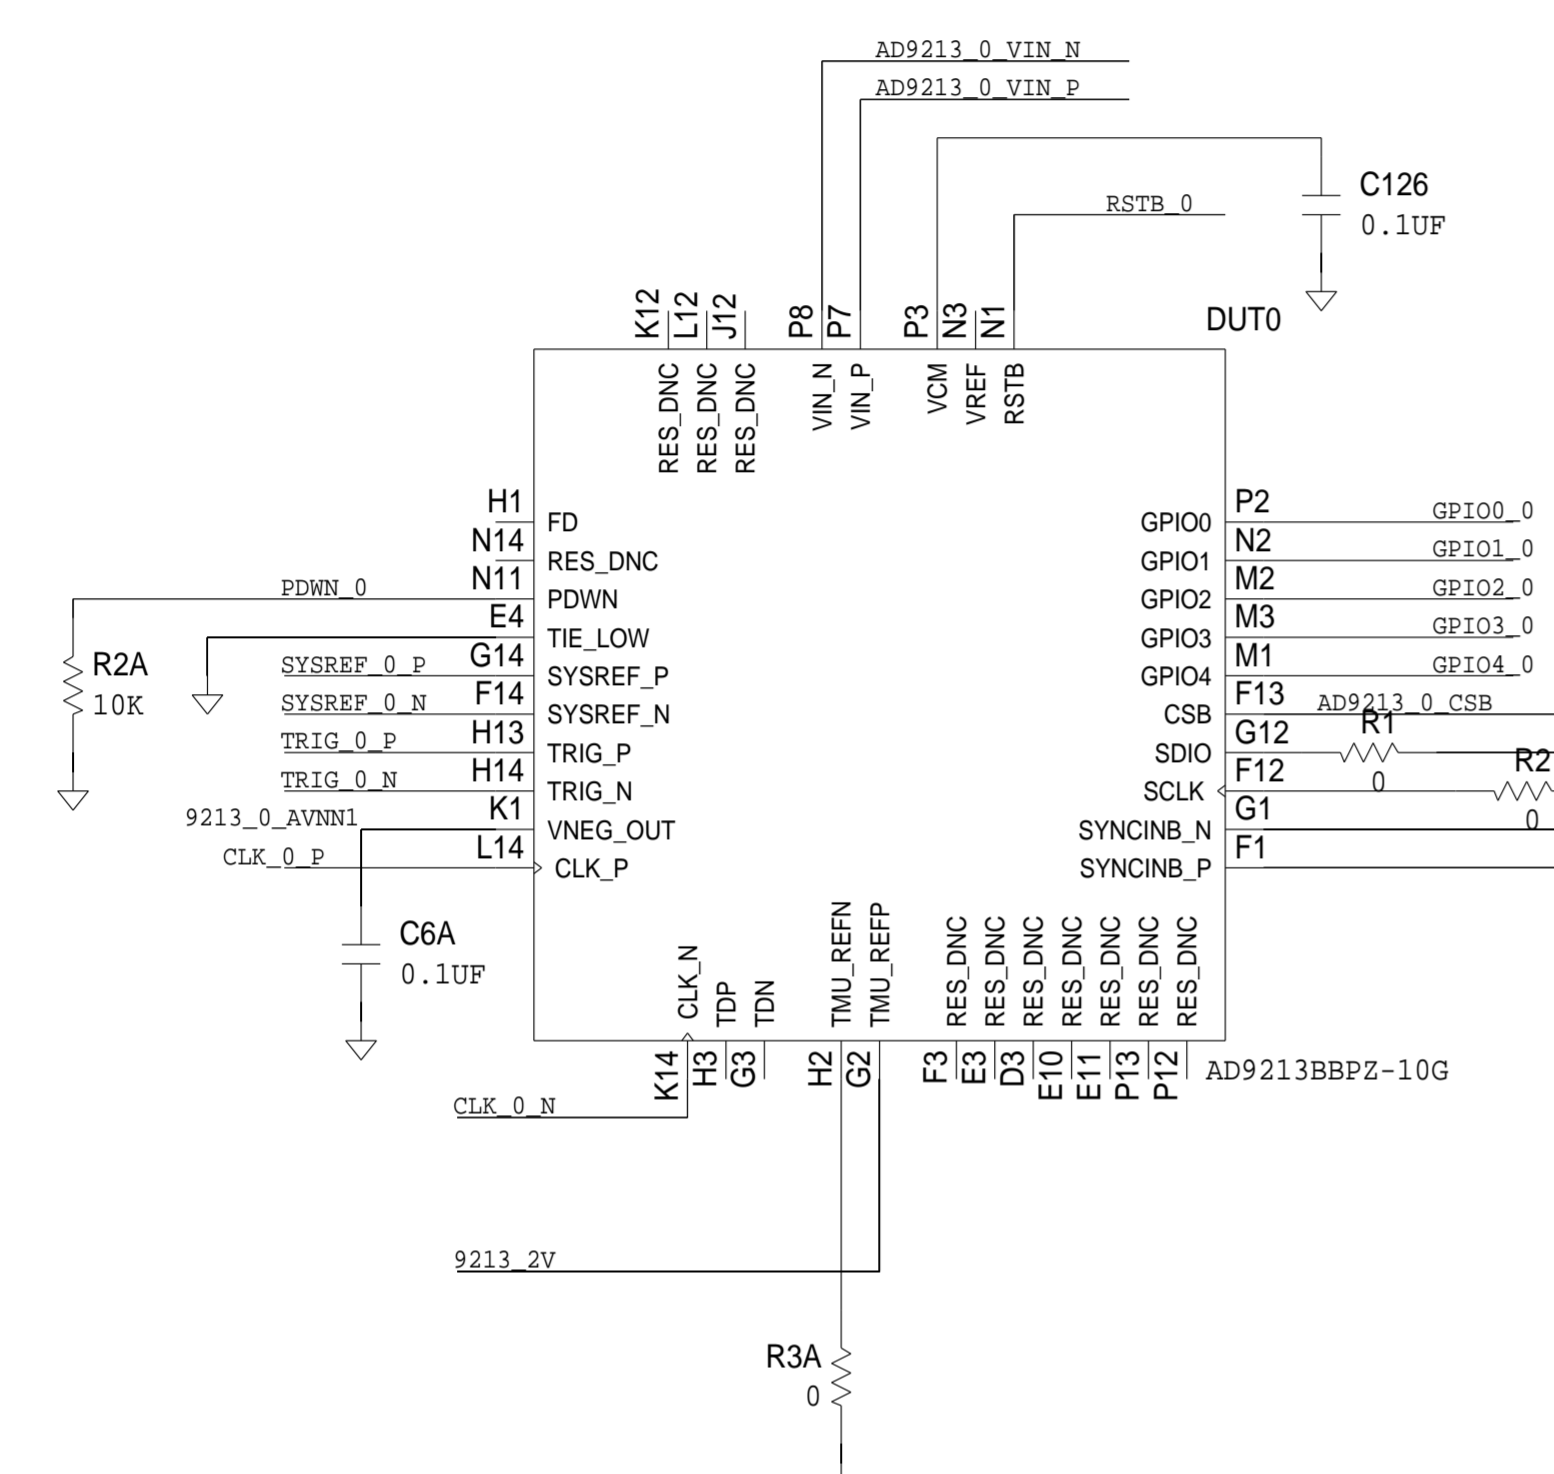 AD9213_0_VIN_N
AD9213_0_VIN_P
C126
0.1UF
RSTB_0
DUT0
K12
L12
J12
P8
P7
P3
N3
N1
RES_DNC
RES_DNC
RES_DNC
VIN_N
VIN_P
VCM
VREF
RSTB
H1
FD
N14
RES_DNC
PDWN_0
N11
PDWN
E4
TIE_LOW
R2A
10K
SYSREF_0_P
G14
SYSREF_P
SYSREF_0_N
F14
SYSREF_N
TRIG_0_P
H13
TRIG_P
TRIG_0_N
H14
TRIG_N
9213_0_AVNN1
K1
VNEG_OUT
CLK_0_P
L14
CLK_P
C6A
0.1UF
GPIO0
P2
GPIO0_0
GPIO1
N2
GPIO1_0
GPIO2
M2
GPIO2_0
GPIO3
M3
GPIO3_0
GPIO4
M1
GPIO4_0
CSB
F13
AD9213_0_CSB
SDIO
G12
R1
0
SCLK
F12
R2
0
SYNCINB_N
G1
SYNCINB_P
F1
CLK_N
TDP
TDN
TMU_REFN
TMU_REFP
RES_DNC
RES_DNC
RES_DNC
RES_DNC
RES_DNC
RES_DNC
RES_DNC
K14
H3
G3
H2
G2
F3
E3
D3
E10
E11
P13
P12
AD9213BBPZ-10G
CLK_0_N
9213_2V
R3A
0